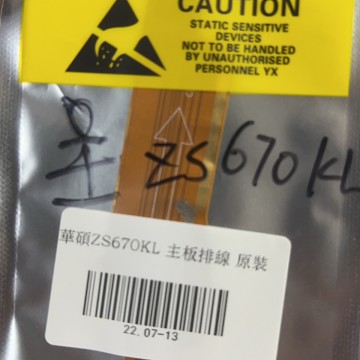 CAUTION
STATIC SENSITIVE
DEVICES
NOT TO BE HANDLED
BY UNAUTHORISED
PERSONNEL YX
ZS670KL
華碩ZS670KL 主板排線 原裝
22.07-13